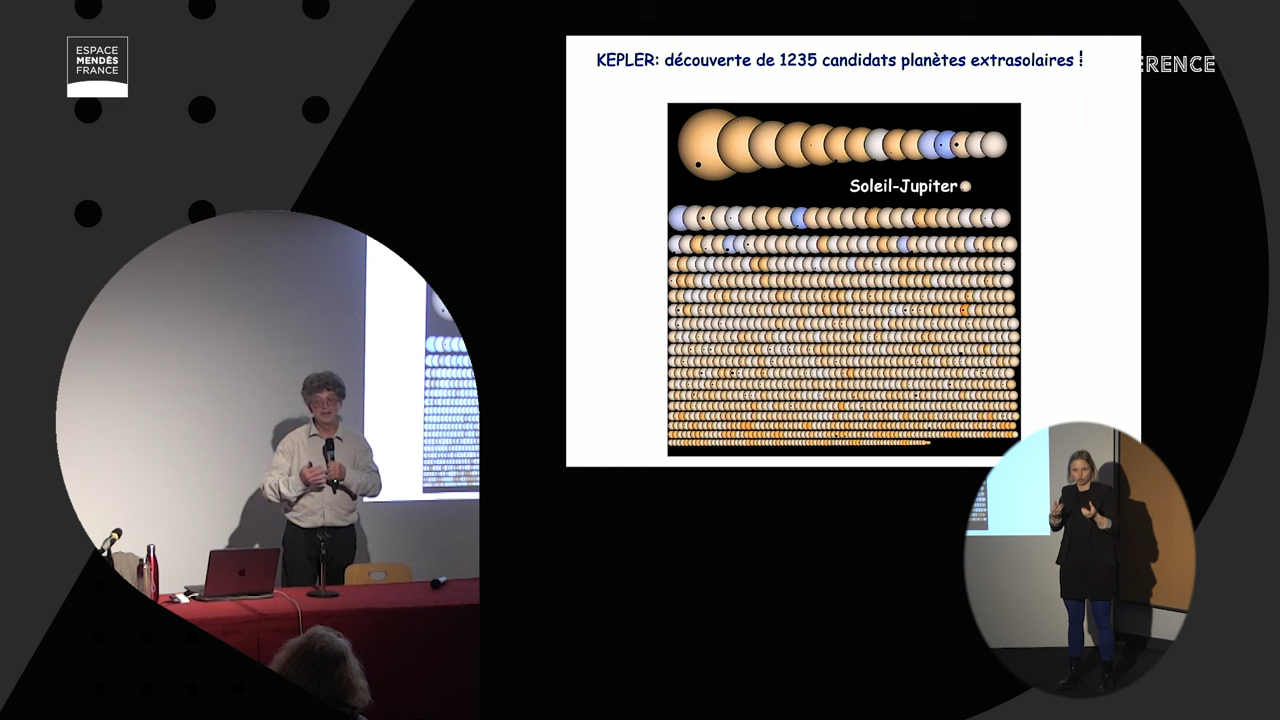 ESPACE
MENDÈS
FRANCE
KEPLER: découverte de 1235 candidats planètes extrasolaires !
ERENCE
Soleil-Jupiter